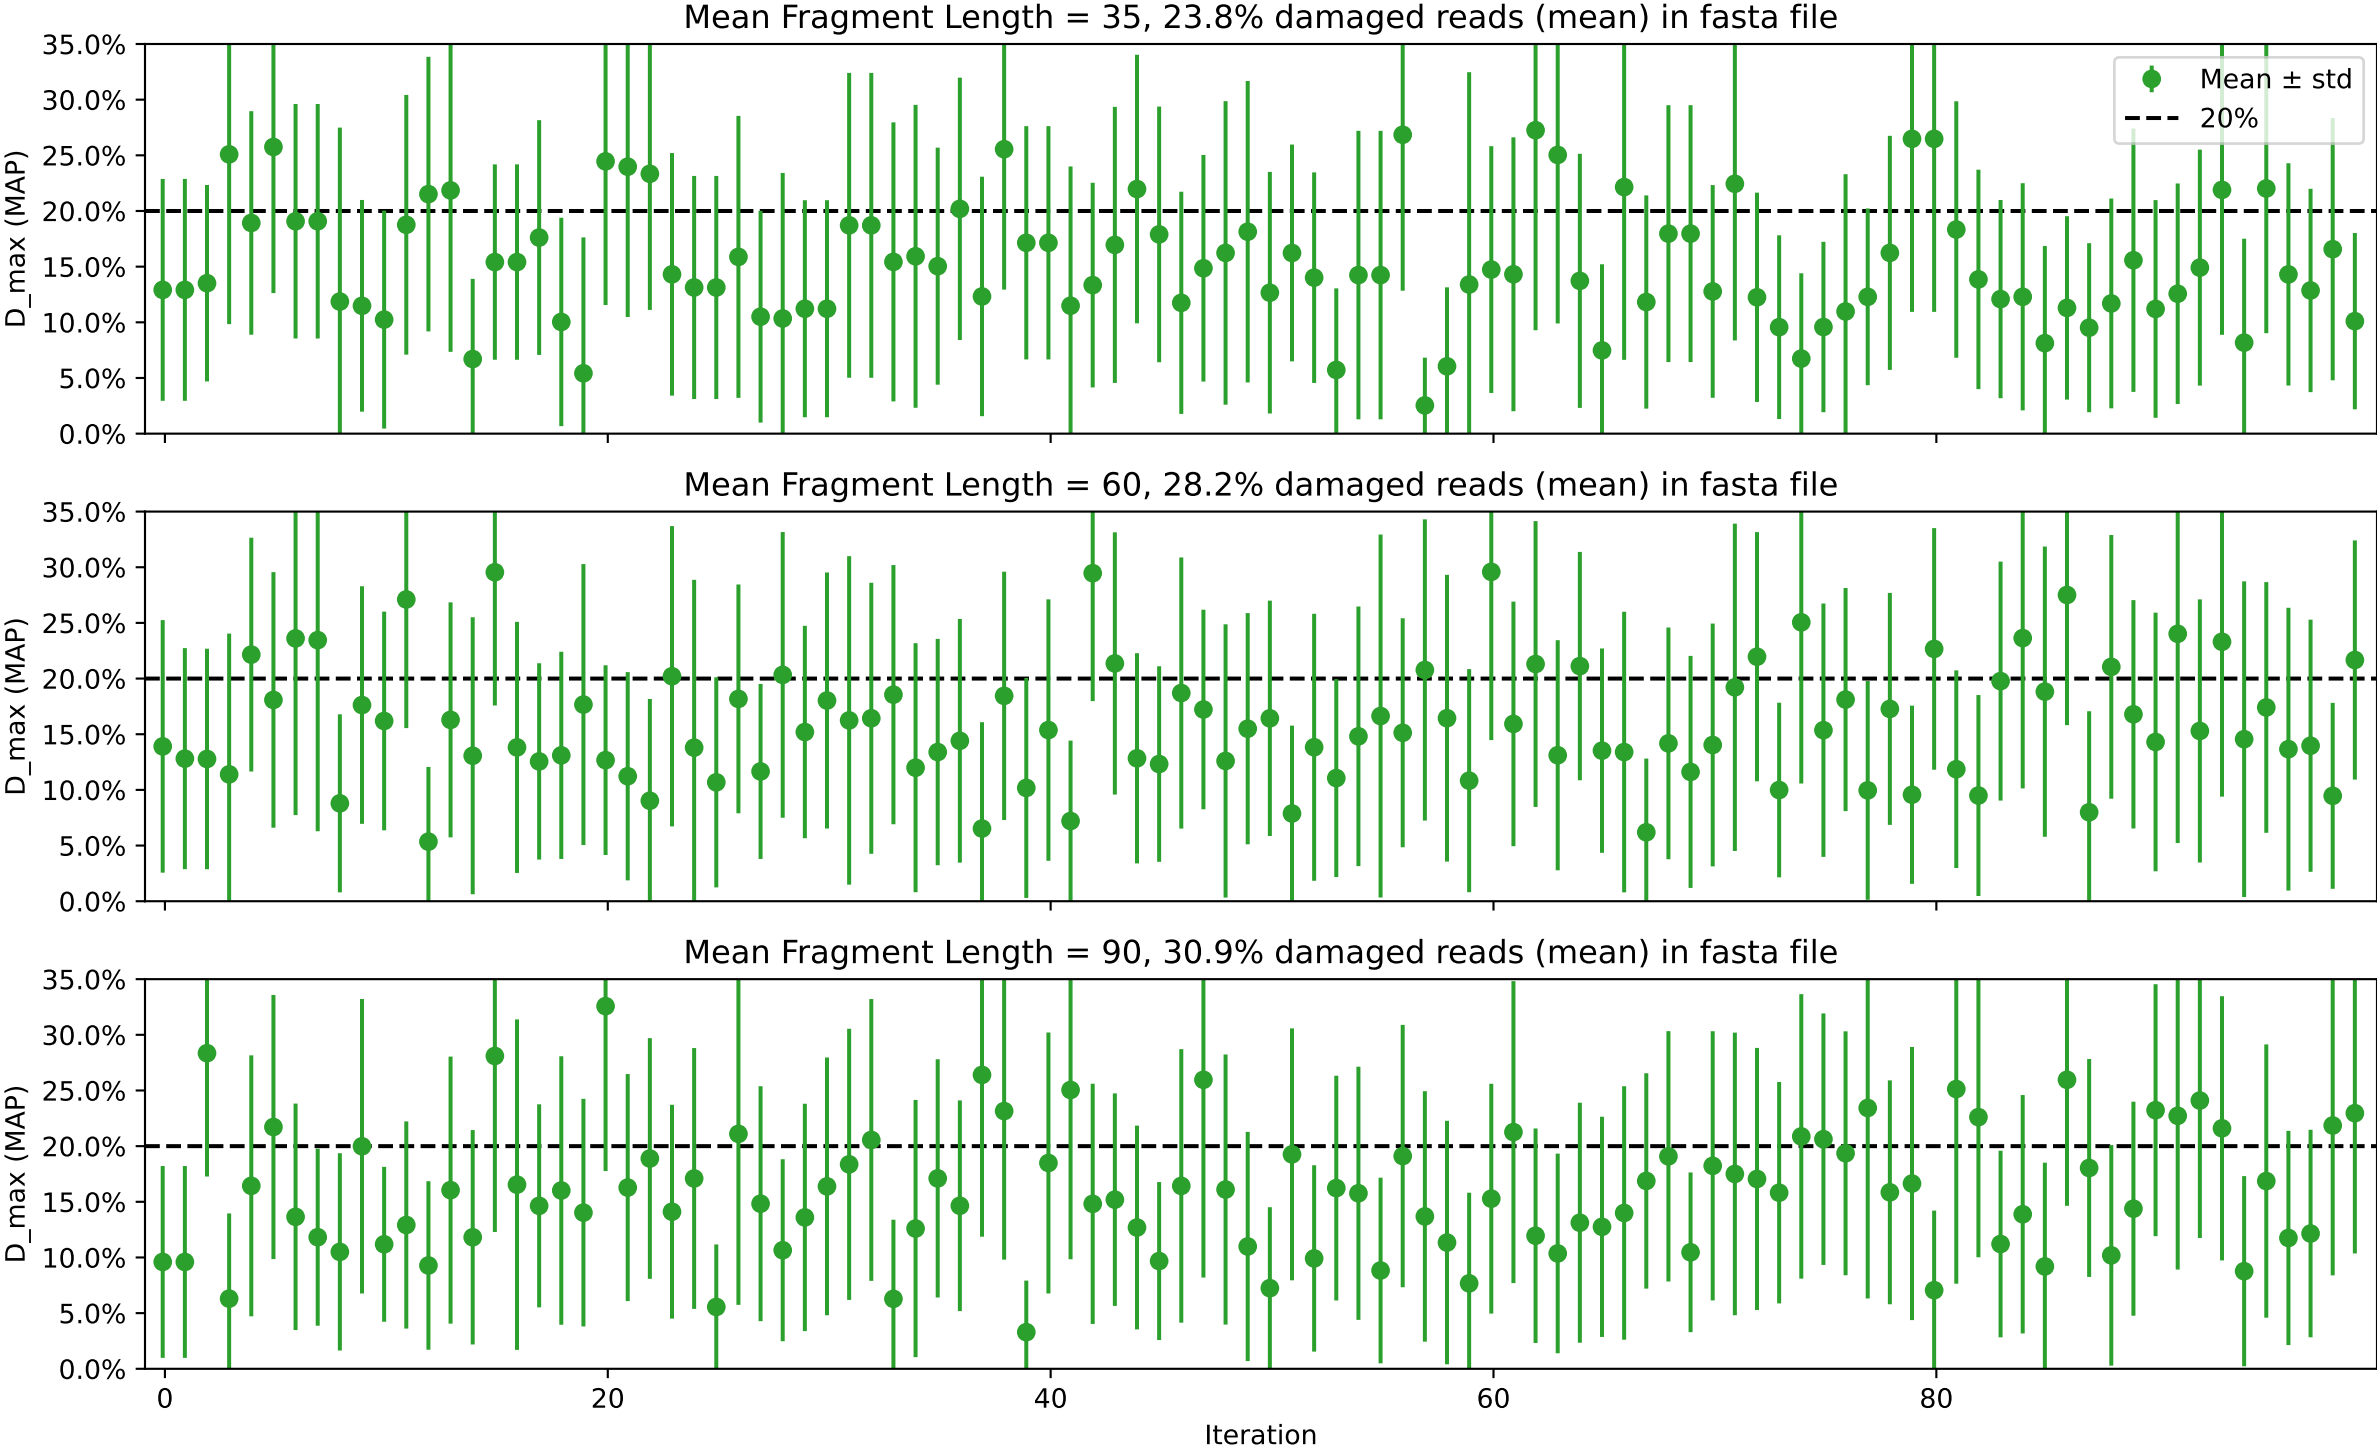 Mean Fragment Length = 35, 23.8% damaged reads (mean) in fasta file
35.0%
30.0%
25.0%
20.0%
15.0%
10.0%
5.0%
0.0%
D_max (MAP)
Mean ± std
20%
Mean Fragment Length = 60, 28.2% damaged reads (mean) in fasta file
35.0%
30.0%
25.0%
20.0%
15.0%
10.0%
5.0%
0.0%
D_max (MAP)
Mean Fragment Length = 90, 30.9% damaged reads (mean) in fasta file
35.0%
30.0%
25.0%
20.0%
15.0%
10.0%
5.0%
0.0%
D_max (MAP)
0 20 40 60 80
Iteration